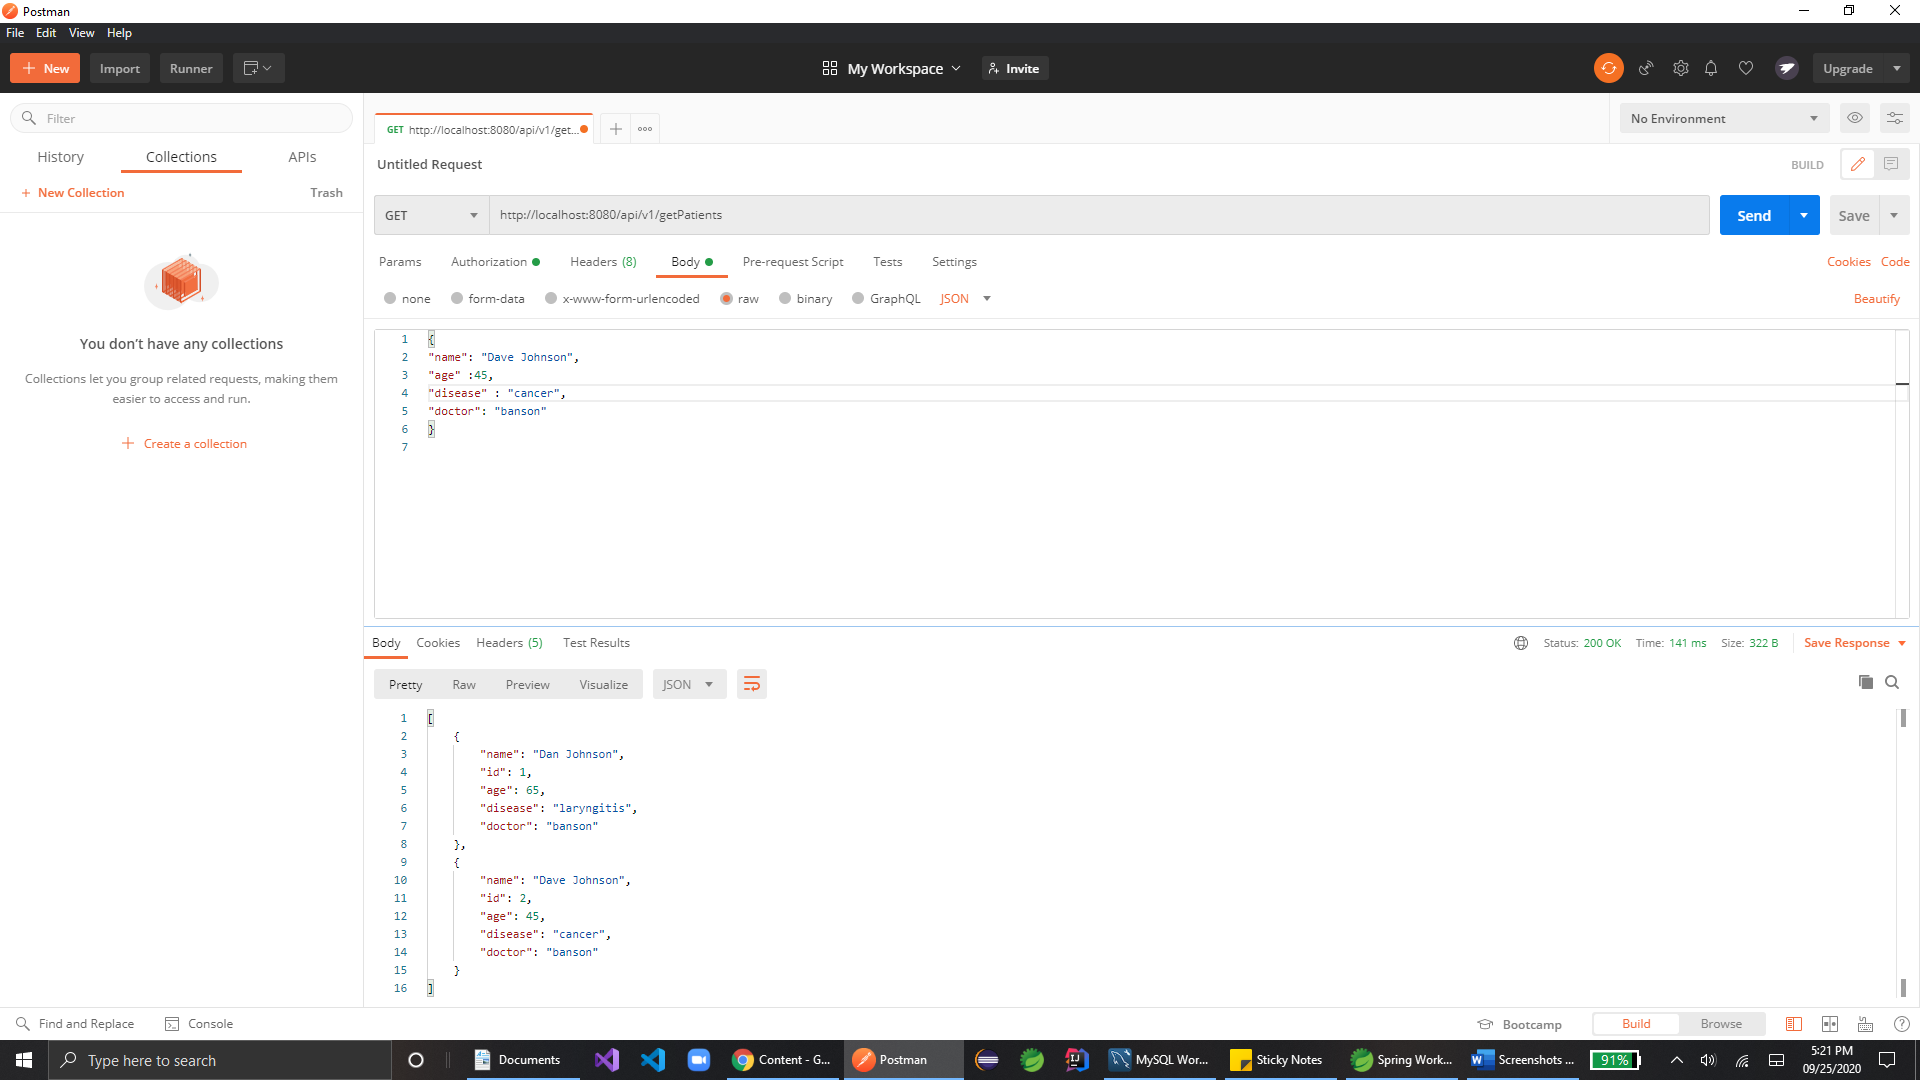 Postman
File Edit View Help
New Import Runner My Workspace Invite Upgrade
Filter
History Collections APIs
+ New Collection Trash
You don’t have any collections
Collections let you group related requests, making them
easier to access and run.
+ Create a collection
GET http://localhost:8080/api/v1/get... No Environment
Untitled Request BUILD
GET http://localhost:8080/api/v1/getPatients Send Save
Params Authorization Headers (8) Body Pre-request Script Tests Settings Cookies Code
none form-data x-www-form-urlencoded raw binary GraphQL JSON Beautify
1 {
2 "name": "Dave Johnson",
3 "age" :45,
4 "disease" : "cancer",
5 "doctor": "banson"
6 }
7
Body Cookies Headers (5) Test Results Status: 200 OK Time: 141 ms Size: 322 B Save Response
Pretty Raw Preview Visualize JSON
1 [
2 {
3 "name": "Dan Johnson",
4 "id": 1,
5 "age": 65,
6 "disease": "laryngitis",
7 "doctor": "banson"
8 },
9 {
10 "name": "Dave Johnson",
11 "id": 2,
12 "age": 45,
13 "disease": "cancer",
14 "doctor": "banson"
15 }
16 ]
Find and Replace Console Bootcamp Build Browse
Type here to search Documents Content - G... Postman MySQL Wor... Sticky Notes Spring Work... Screenshots ... 91% 5:21 PM
09/25/2020